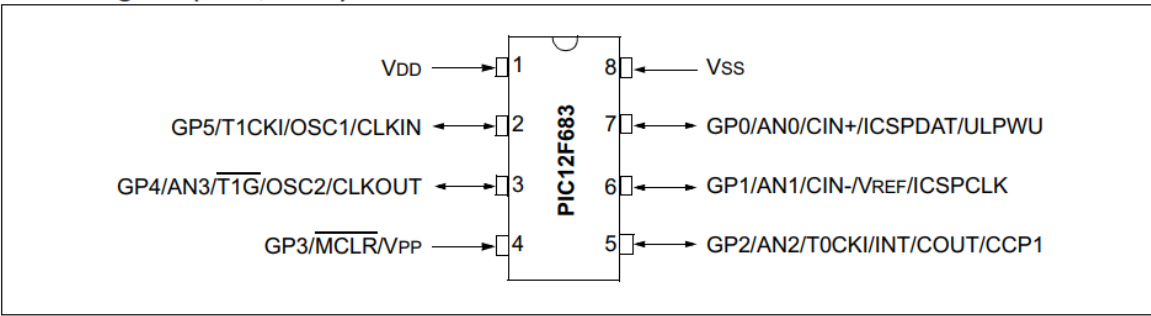 VDD 1 8 VSS
GP5/T1CKI/OSC1/CLKIN 2 7 GP0/AN0/CIN+/ICSPDAT/ULPWU
GP4/AN3/T1G/OSC2/CLKOUT 3 6 GP1/AN1/CIN-/VREF/ICSPCLK
GP3/MCLR/VPP 4 5 GP2/AN2/T0CKI/INT/COUT/CCP1
PIC12F683